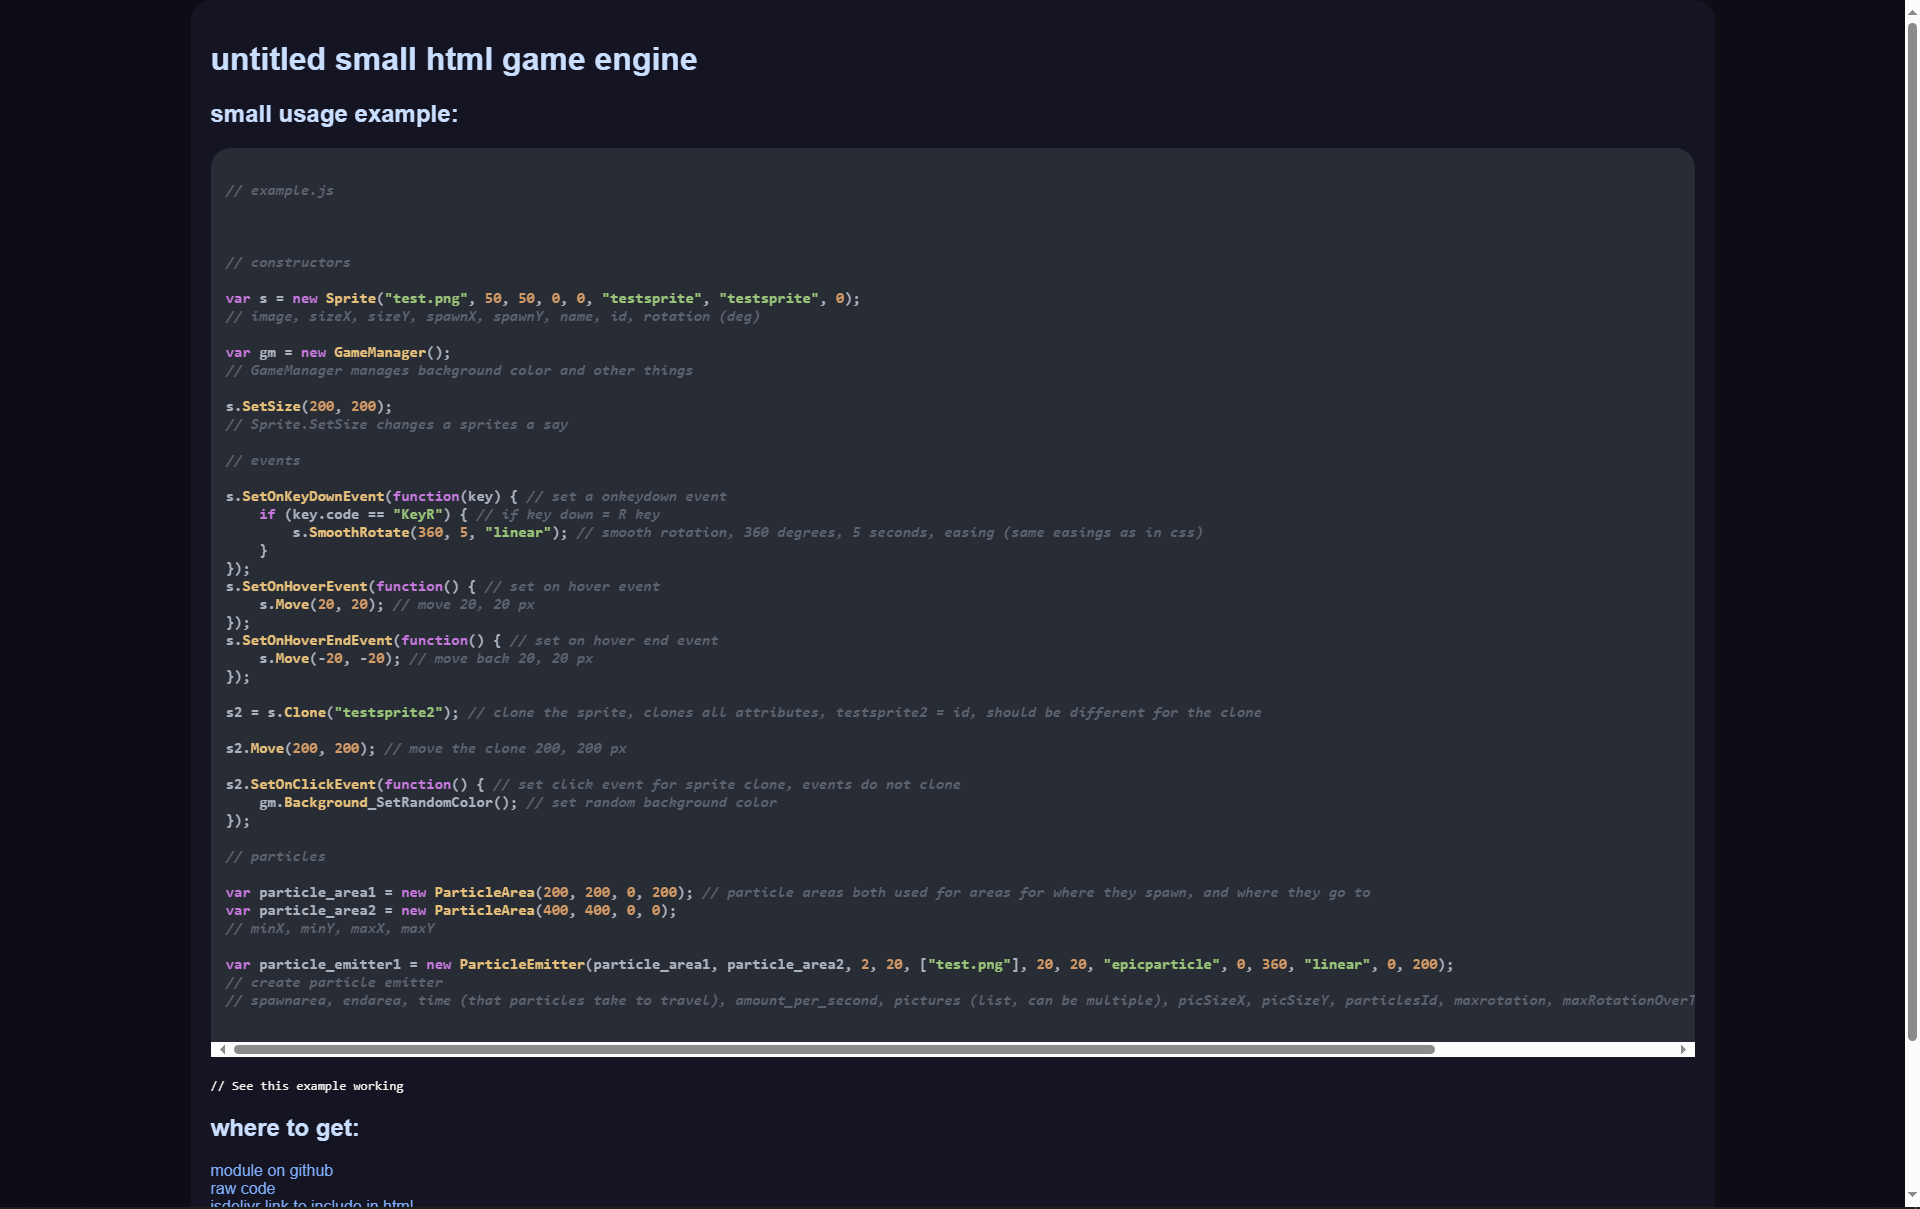 untitled small html game engine
small usage example:
// example.js
// constructors
var s = new Sprite("test.png", 50, 50, 0, 0, "testsprite", "testsprite", 0);
// image, sizeX, sizeY, spawnX, spawnY, name, id, rotation (deg)
var gm = new GameManager();
// GameManager manages background color and other things
s.SetSize(200, 200);
// Sprite.SetSize changes a sprites a say
// events
s.SetOnKeyDownEvent(function(key) { // set a onkeydown event
    if (key.code == "KeyR") { // if key down = R key
        s.SmoothRotate(360, 5, "linear"); // smooth rotation, 360 degrees, 5 seconds, easing (same easings as in css)
    }
});
s.SetOnHoverEvent(function() { // set on hover event
    s.Move(20, 20); // move 20, 20 px
});
s.SetOnHoverEndEvent(function() { // set on hover end event
    s.Move(-20, -20); // move back 20, 20 px
});
s2 = s.Clone("testsprite2"); // clone the sprite, clones all attributes, testsprite2 = id, should be different for the clone
s2.Move(200, 200); // move the clone 200, 200 px
s2.SetOnClickEvent(function() { // set click event for sprite clone, events do not clone
    gm.Background_SetRandomColor(); // set random background color
});
// particles
var particle_area1 = new ParticleArea(200, 200, 0, 200); // particle areas both used for areas for where they spawn, and where they go to
var particle_area2 = new ParticleArea(400, 400, 0, 0);
// minX, minY, maxX, maxY
var particle_emitter1 = new ParticleEmitter(particle_area1, particle_area2, 2, 20, ["test.png"], 20, 20, "epicparticle", 0, 360, "linear", 0, 200);
// create particle emitter
// spawnarea, endarea, time (that particles take to travel), amount_per_second, pictures (list, can be multiple), picSizeX, picSizeY, particlesId, maxrotation, maxRotationOverT
// See this example working
where to get:
module on github
raw code
jsdelivr link to include in html